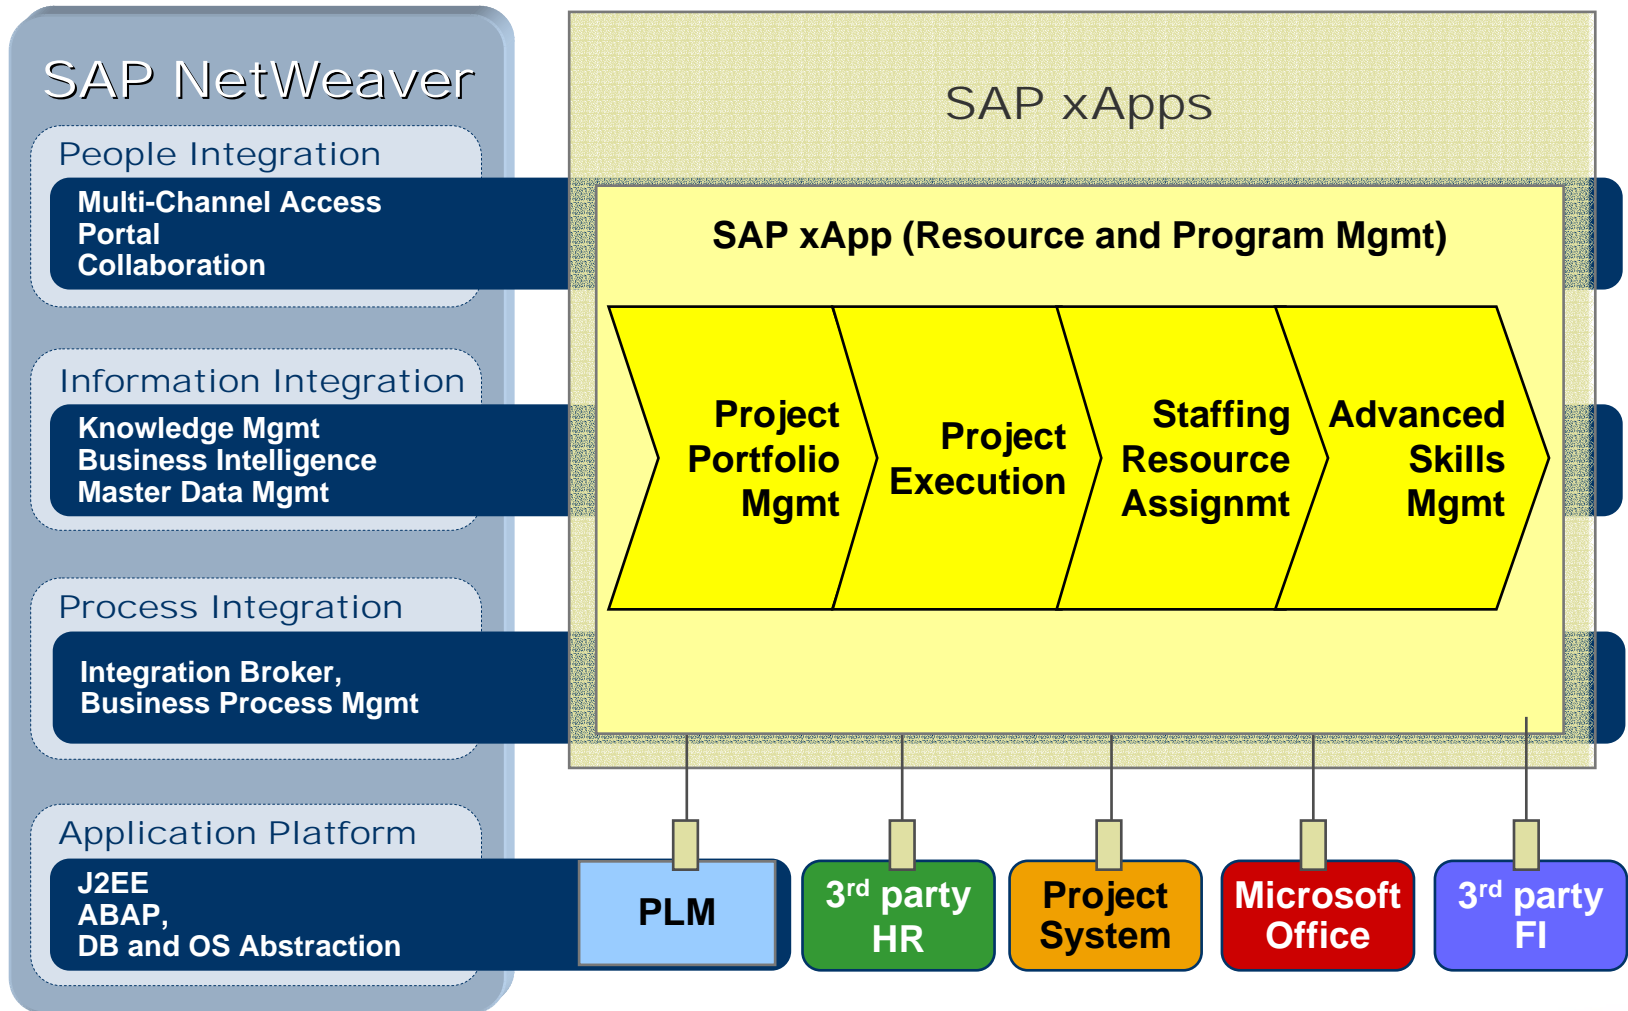 SAP NetWeaver
People Integration
Multi-Channel Access
Portal
Collaboration
Information Integration
Knowledge Mgmt
Business Intelligence
Master Data Mgmt
Process Integration
Integration Broker,
Business Process Mgmt
Application Platform
J2EE
ABAP,
DB and OS Abstraction
SAP xApps
SAP xApp (Resource and Program Mgmt)
Project
Portfolio
Mgmt
Project
Execution
Staffing
Resource
Assignmt
Advanced
Skills
Mgmt
PLM
3rd party
HR
Project
System
Microsoft
Office
3rd party
FI